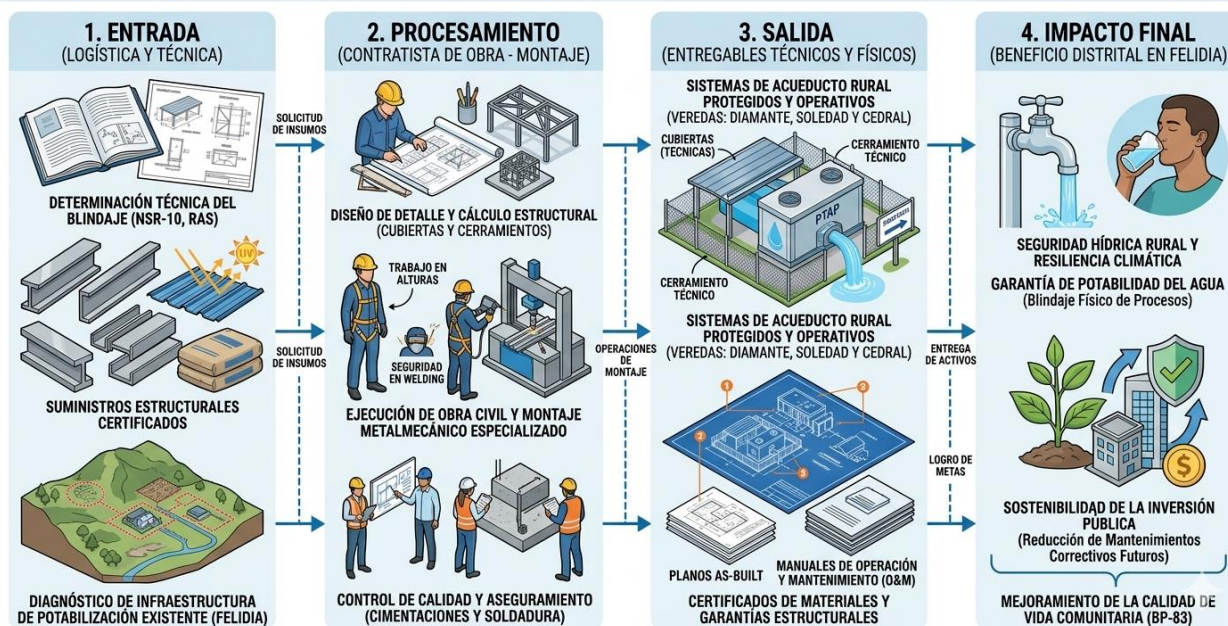 1. ENTRADA
(LOGÍSTICA Y TÉCNICA)
DETERMINACIÓN TÉCNICA DEL
BLINDAJE (NSR-10, RAS)
UV
SUMINISTROS ESTRUCTURALES
CERTIFICADOS
DIAGNÓSTICO DE INFRAESTRUCTURA
DE POTABILIZACIÓN EXISTENTE (FELIDIA)
SOLICITUD
DE INSUMOS
SOLICITUD
DE INSUMOS
2. PROCESAMIENTO
(CONTRATISTA DE OBRA - MONTAJE)
DISEÑO DE DETALLE Y CÁLCULO ESTRUCTURAL
(CUBIERTAS Y CERRAMIENTOS)
TRABAJO EN
ALTURAS
SEGURIDAD
EN WELDING
EJECUCIÓN DE OBRA CIVIL Y MONTAJE
METALMECÁNICO ESPECIALIZADO
CONTROL DE CALIDAD Y ASEGURAMIENTO
(CIMENTACIONES Y SOLDADURA)
OPERACIONES
DE MONTAJE
3. SALIDA
(ENTREGABLES TÉCNICOS Y FÍSICOS)
SISTEMAS DE ACUEDUCTO RURAL
PROTEGIDOS Y OPERATIVOS
(VEREDAS: DIAMANTE, SOLEDAD Y CEDRAL)
CUBIERTAS
(TECNICAS)
CERRAMIENTO
TÉCNICO
PTAP
CERRAMIENTO
TÉCNICO
SISTEMAS DE ACUEDUCTO RURAL
PROTEGIDOS Y OPERATIVOS
(VEREDAS: DIAMANTE, SOLEDAD Y CEDRAL)
1
2
3
PLANOS AS-BUILT
MANUALES DE OPERACIÓN
Y MANTENIMIENTO (O&M)
CERTIFICADOS DE MATERIALES Y
GARANTÍAS ESTRUCTURALES
ENTREGA
DE ACTIVOS
LOGRO DE
METAS
4. IMPACTO FINAL
(BENEFICIO DISTRITAL EN FELIDIA)
SEGURIDAD HÍDRICA RURAL Y
RESILIENCIA CLIMÁTICA
GARANTÍA DE POTABILIDAD DEL AGUA
(Blindaje Físico de Procesos)
$
SOSTENIBILIDAD DE LA INVERSIÓN
PÚBLICA
(Reducción de Mantenimientos
Correctivos Futuros)
MEJORAMIENTO DE LA CALIDAD DE
VIDA COMUNITARIA (BP-83)